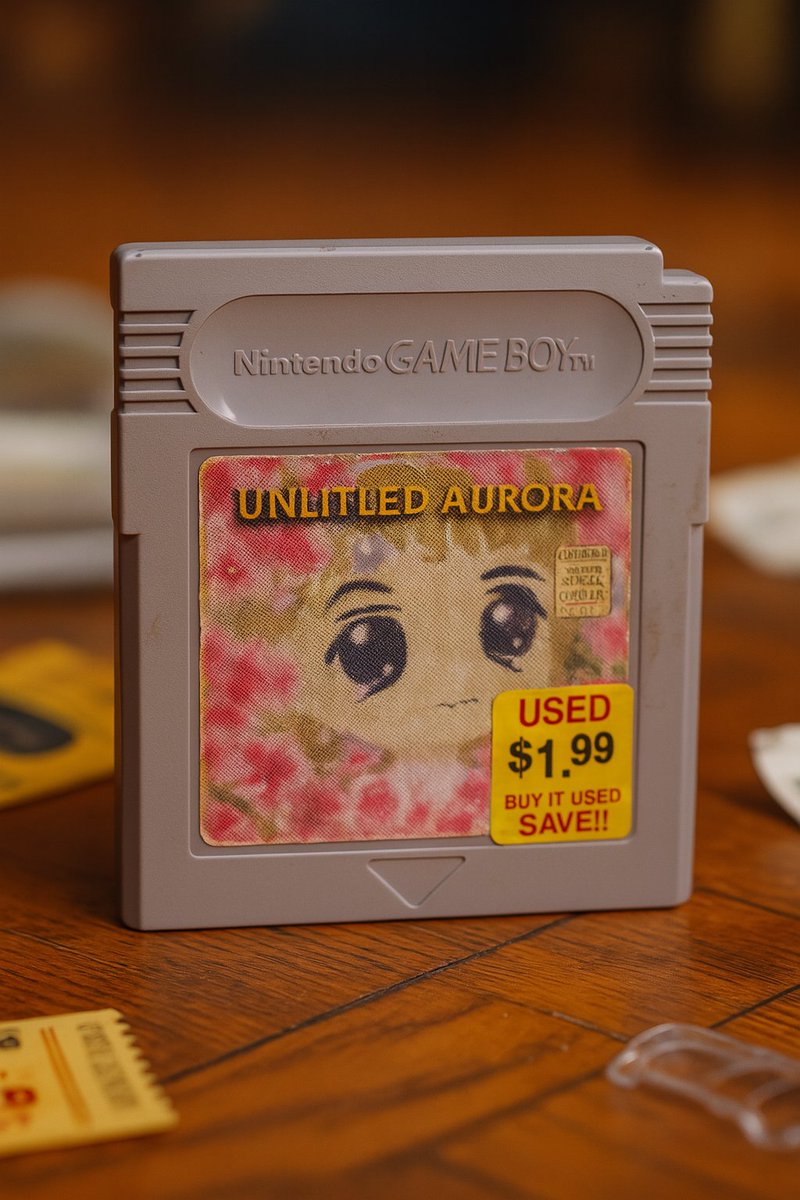 Nintendo GAME BOY TM
UNLITLED AURORA
USED
$1.99
BUY IT USED
SAVE!!